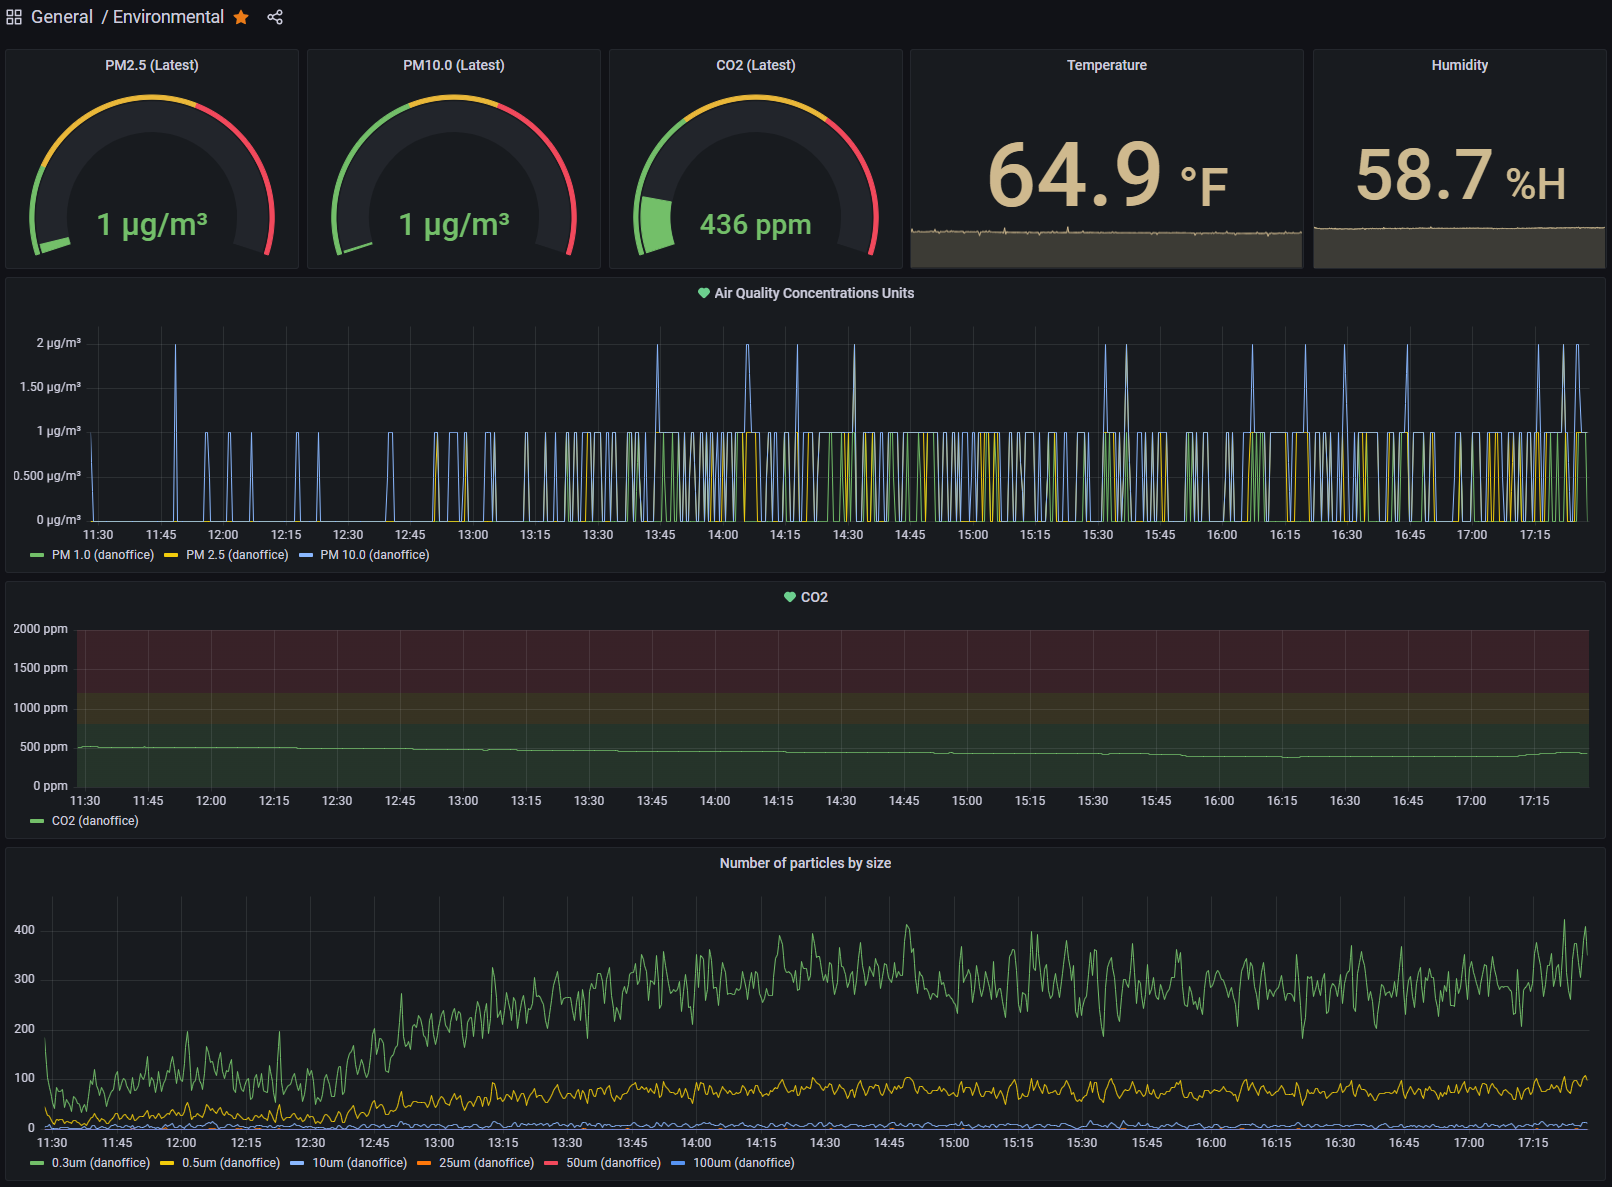 General / Environmental
PM2.5 (Latest)
1 µg/m³
PM10.0 (Latest)
1 µg/m³
CO2 (Latest)
436 ppm
Temperature
64.9 °F
Humidity
58.7 %H
Air Quality Concentrations Units
2 µg/m³
1.50 µg/m³
1 µg/m³
0.500 µg/m³
0 µg/m³
11:30 11:45 12:00 12:15 12:30 12:45 13:00 13:15 13:30 13:45 14:00 14:15 14:30 14:45 15:00 15:15 15:30 15:45 16:00 16:15 16:30 16:45 17:00 17:15
PM 1.0 (danoffice) PM 2.5 (danoffice) PM 10.0 (danoffice)
CO2
2000 ppm
1500 ppm
1000 ppm
500 ppm
0 ppm
11:30 11:45 12:00 12:15 12:30 12:45 13:00 13:15 13:30 13:45 14:00 14:15 14:30 14:45 15:00 15:15 15:30 15:45 16:00 16:15 16:30 16:45 17:00 17:15
CO2 (danoffice)
Number of particles by size
400
300
200
100
0
11:30 11:45 12:00 12:15 12:30 12:45 13:00 13:15 13:30 13:45 14:00 14:15 14:30 14:45 15:00 15:15 15:30 15:45 16:00 16:15 16:30 16:45 17:00 17:15
0.3um (danoffice) 0.5um (danoffice) 10um (danoffice) 25um (danoffice) 50um (danoffice) 100um (danoffice)